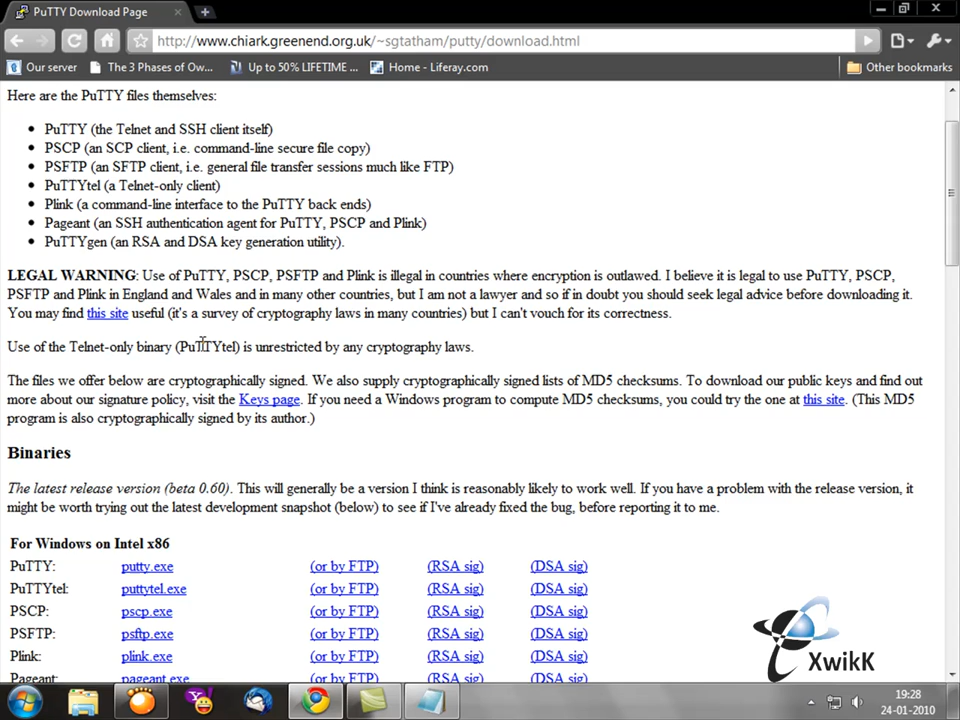 PuTTY Download Page
http://www.chiark.greenend.org.uk/~sgtatham/putty/download.html
Our server
The 3 Phases of Ow...
Up to 50% LIFETIME ...
Home - Liferay.com
Other bookmarks
Here are the PuTTY files themselves:
• PuTTY (the Telnet and SSH client itself)
• PSCP (an SCP client, i.e. command-line secure file copy)
• PSFTP (an SFTP client, i.e. general file transfer sessions much like FTP)
• PuTTYtel (a Telnet-only client)
• Plink (a command-line interface to the PuTTY back ends)
• Pageant (an SSH authentication agent for PuTTY, PSCP and Plink)
• PuTTYgen (an RSA and DSA key generation utility).
LEGAL WARNING: Use of PuTTY, PSCP, PSFTP and Plink is illegal in countries where encryption is outlawed. I believe it is legal to use PuTTY, PSCP,
PSFTP and Plink in England and Wales and in many other countries, but I am not a lawyer and so if in doubt you should seek legal advice before downloading it.
You may find this site useful (it's a survey of cryptography laws in many countries) but I can't vouch for its correctness.
Use of the Telnet-only binary (PuTTYtel) is unrestricted by any cryptography laws.
The files we offer below are cryptographically signed. We also supply cryptographically signed lists of MD5 checksums. To download our public keys and find out
more about our signature policy, visit the Keys page. If you need a Windows program to compute MD5 checksums, you could try the one at this site. (This MD5
program is also cryptographically signed by its author.)
Binaries
The latest release version (beta 0.60). This will generally be a version I think is reasonably likely to work well. If you have a problem with the release version, it
might be worth trying out the latest development snapshot (below) to see if I've already fixed the bug, before reporting it to me.
For Windows on Intel x86
PuTTY: putty.exe (or by FTP) (RSA sig) (DSA sig)
PuTTYtel: puttytel.exe (or by FTP) (RSA sig) (DSA sig)
PSCP: pscp.exe (or by FTP) (RSA sig) (DSA sig)
PSFTP: psftp.exe (or by FTP) (RSA sig) (DSA sig)
Plink: plink.exe (or by FTP) (RSA sig) (DSA sig)
Pageant: pageant.exe (or by FTP) (RSA sig) (DSA sig)
XwikK
19:28
24-01-2010